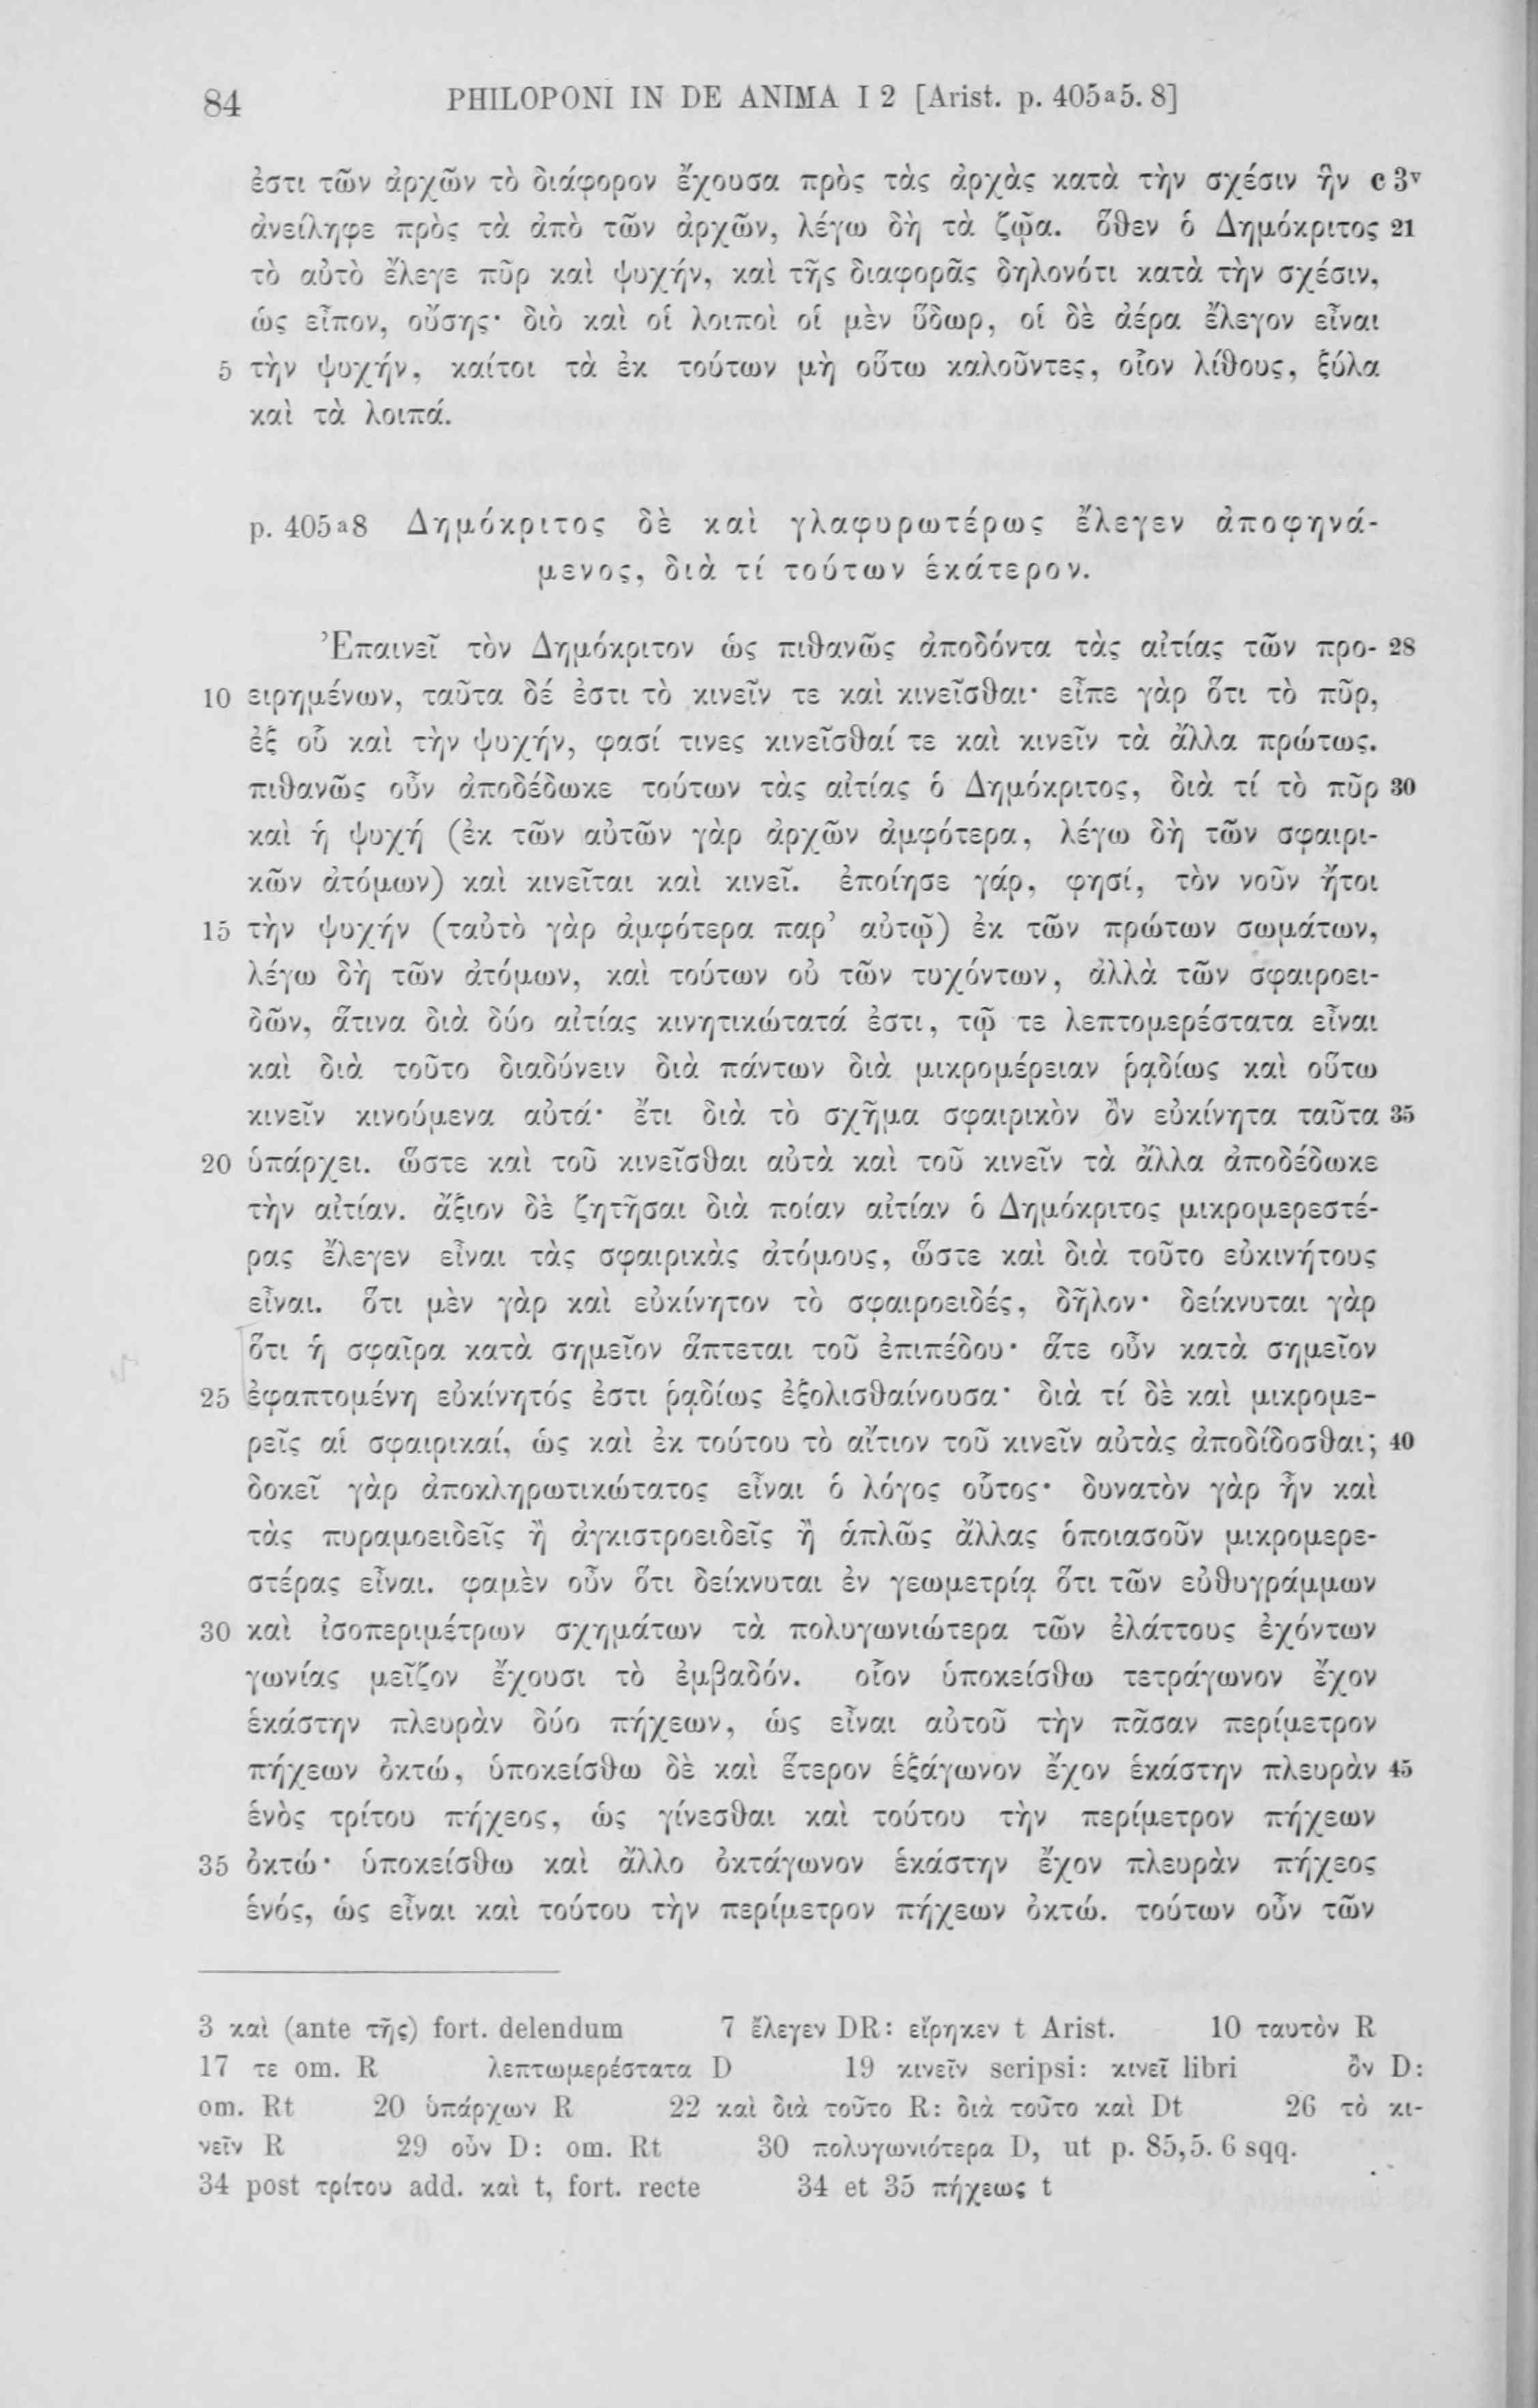 84 PHILOPONI IN DE ANIMA I 2 [Arist. p. 405a5. 8]
ἐστι τῶν ἀρχῶν τὸ διάφορον ἔχουσα πρὸς τὰς ἀρχὰς κατὰ τὴν σχέσιν ἣν c 3v
ἀνείληφε πρὸς τὰ ἀπὸ τῶν ἀρχῶν, λέγω δὴ τὰ ζῷα. ὅθεν ὁ Δημόκριτος 21
τὸ αὐτὸ ἔλεγε πῦρ καὶ ψυχήν, καὶ τῆς διαφορᾶς δηλονότι κατὰ τὴν σχέσιν,
ὡς εἶπον, οὔσης· διὸ καὶ οἱ λοιποὶ οἱ μὲν ὕδωρ, οἱ δὲ ἀέρα ἔλεγον εἶναι
5 τὴν ψυχήν, καίτοι τὰ ἐκ τούτων μὴ οὕτω καλοῦντες, οἷον λίθους, ξύλα
καὶ τὰ λοιπά.
p. 405a8 Δημόκριτος δὲ καὶ γλαφυρωτέρως ἔλεγεν ἀποφηνά-
μενος, διὰ τί τούτων ἑκάτερον.
Ἐπαινεῖ τὸν Δημόκριτον ὡς πιθανῶς ἀποδόντα τὰς αἰτίας τῶν προ- 28
10 ειρημένων, ταῦτα δέ ἐστι τὸ κινεῖν τε καὶ κινεῖσθαι· εἶπε γὰρ ὅτι τὸ πῦρ,
ἐξ οὗ καὶ τὴν ψυχήν, φασί τινες κινεῖσθαί τε καὶ κινεῖν τὰ ἄλλα πρώτως.
πιθανῶς οὖν ἀποδέδωκε τούτων τὰς αἰτίας ὁ Δημόκριτος, διὰ τί τὸ πῦρ 30
καὶ ἡ ψυχή (ἐκ τῶν αὐτῶν γὰρ ἀρχῶν ἀμφότερα, λέγω δὴ τῶν σφαιρι-
κῶν ἀτόμων) καὶ κινεῖται καὶ κινεῖ. ἐποίησε γάρ, φησί, τὸν νοῦν ἤτοι
15 τὴν ψυχήν (ταὐτὸ γὰρ ἀμφότερα παρ’ αὐτῷ) ἐκ τῶν πρώτων σωμάτων,
λέγω δὴ τῶν ἀτόμων, καὶ τούτων οὐ τῶν τυχόντων, ἀλλὰ τῶν σφαιροει-
δῶν, ἅτινα διὰ δύο αἰτίας κινητικώτατά ἐστι, τῷ τε λεπτομερέστατα εἶναι
καὶ διὰ τοῦτο διαδύνειν διὰ πάντων διὰ μικρομέρειαν ῥᾳδίως καὶ οὕτω
κινεῖν κινούμενα αὐτά· ἔτι διὰ τὸ σχῆμα σφαιρικὸν ὂν εὐκίνητα ταῦτα 35
20 ὑπάρχει. ὥστε καὶ τοῦ κινεῖσθαι αὐτὰ καὶ τοῦ κινεῖν τὰ ἄλλα ἀποδέδωκε
τὴν αἰτίαν. ἄξιον δὲ ζητῆσαι διὰ ποίαν αἰτίαν ὁ Δημόκριτος μικρομερεστέ-
ρας ἔλεγεν εἶναι τὰς σφαιρικὰς ἀτόμους, ὥστε καὶ διὰ τοῦτο εὐκινήτους
εἶναι. ὅτι μὲν γὰρ καὶ εὐκίνητον τὸ σφαιροειδές, δῆλον· δείκνυται γὰρ
ὅτι ἡ σφαῖρα κατὰ σημεῖον ἅπτεται τοῦ ἐπιπέδου· ἅτε οὖν κατὰ σημεῖον
25 ἐφαπτομένη εὐκίνητός ἐστι ῥᾳδίως ἐξολισθαίνουσα· διὰ τί δὲ καὶ μικρομε-
ρεῖς αἱ σφαιρικαί, ὡς καὶ ἐκ τούτου τὸ αἴτιον τοῦ κινεῖν αὐτὰς ἀποδίδοσθαι; 40
δοκεῖ γὰρ ἀποκληρωτικώτατος εἶναι ὁ λόγος οὗτος· δυνατὸν γὰρ ἦν καὶ
τὰς πυραμοειδεῖς ἢ ἀγκιστροειδεῖς ἢ ἁπλῶς ἄλλας ὁποιασοῦν μικρομερε-
στέρας εἶναι. φαμὲν οὖν ὅτι δείκνυται ἐν γεωμετρίᾳ ὅτι τῶν εὐθυγράμμων
30 καὶ ἰσοπεριμέτρων σχημάτων τὰ πολυγωνιώτερα τῶν ἐλάττους ἐχόντων
γωνίας μεῖζον ἔχουσι τὸ ἐμβαδόν. οἷον ὑποκείσθω τετράγωνον ἔχον
ἑκάστην πλευρὰν δύο πήχεων, ὡς εἶναι αὐτοῦ τὴν πᾶσαν περίμετρον
πήχεων ὀκτώ, ὑποκείσθω δὲ καὶ ἕτερον ἑξάγωνον ἔχον ἑκάστην πλευρὰν 45
ἑνὸς τρίτου πήχεος, ὡς γίνεσθαι καὶ τούτου τὴν περίμετρον πήχεων
35 ὀκτώ· ὑποκείσθω καὶ ἄλλο ὀκτάγωνον ἑκάστην ἔχον πλευρὰν πήχεος
ἑνός, ὡς εἶναι καὶ τούτου τὴν περίμετρον πήχεων ὀκτώ. τούτων οὖν τῶν
3 καὶ (ante τῆς) fort. delendum 7 ἔλεγεν DR: εἴρηκεν t Arist. 10 ταυτὸν R
17 τε om. R λεπτωμερέστατα D 19 κινεῖν scripsi: κινεῖ libri ὂν D:
om. Rt 20 ὑπάρχων R 22 καὶ διὰ τοῦτο R: διὰ τοῦτο καὶ Dt 26 τὸ κι-
νεῖν R 29 οὖν D: om. Rt 30 πολυγωνιότερα D, ut p. 85,5. 6 sqq.
34 post τρίτου add. καὶ t, fort. recte 34 et 35 πήχεως t